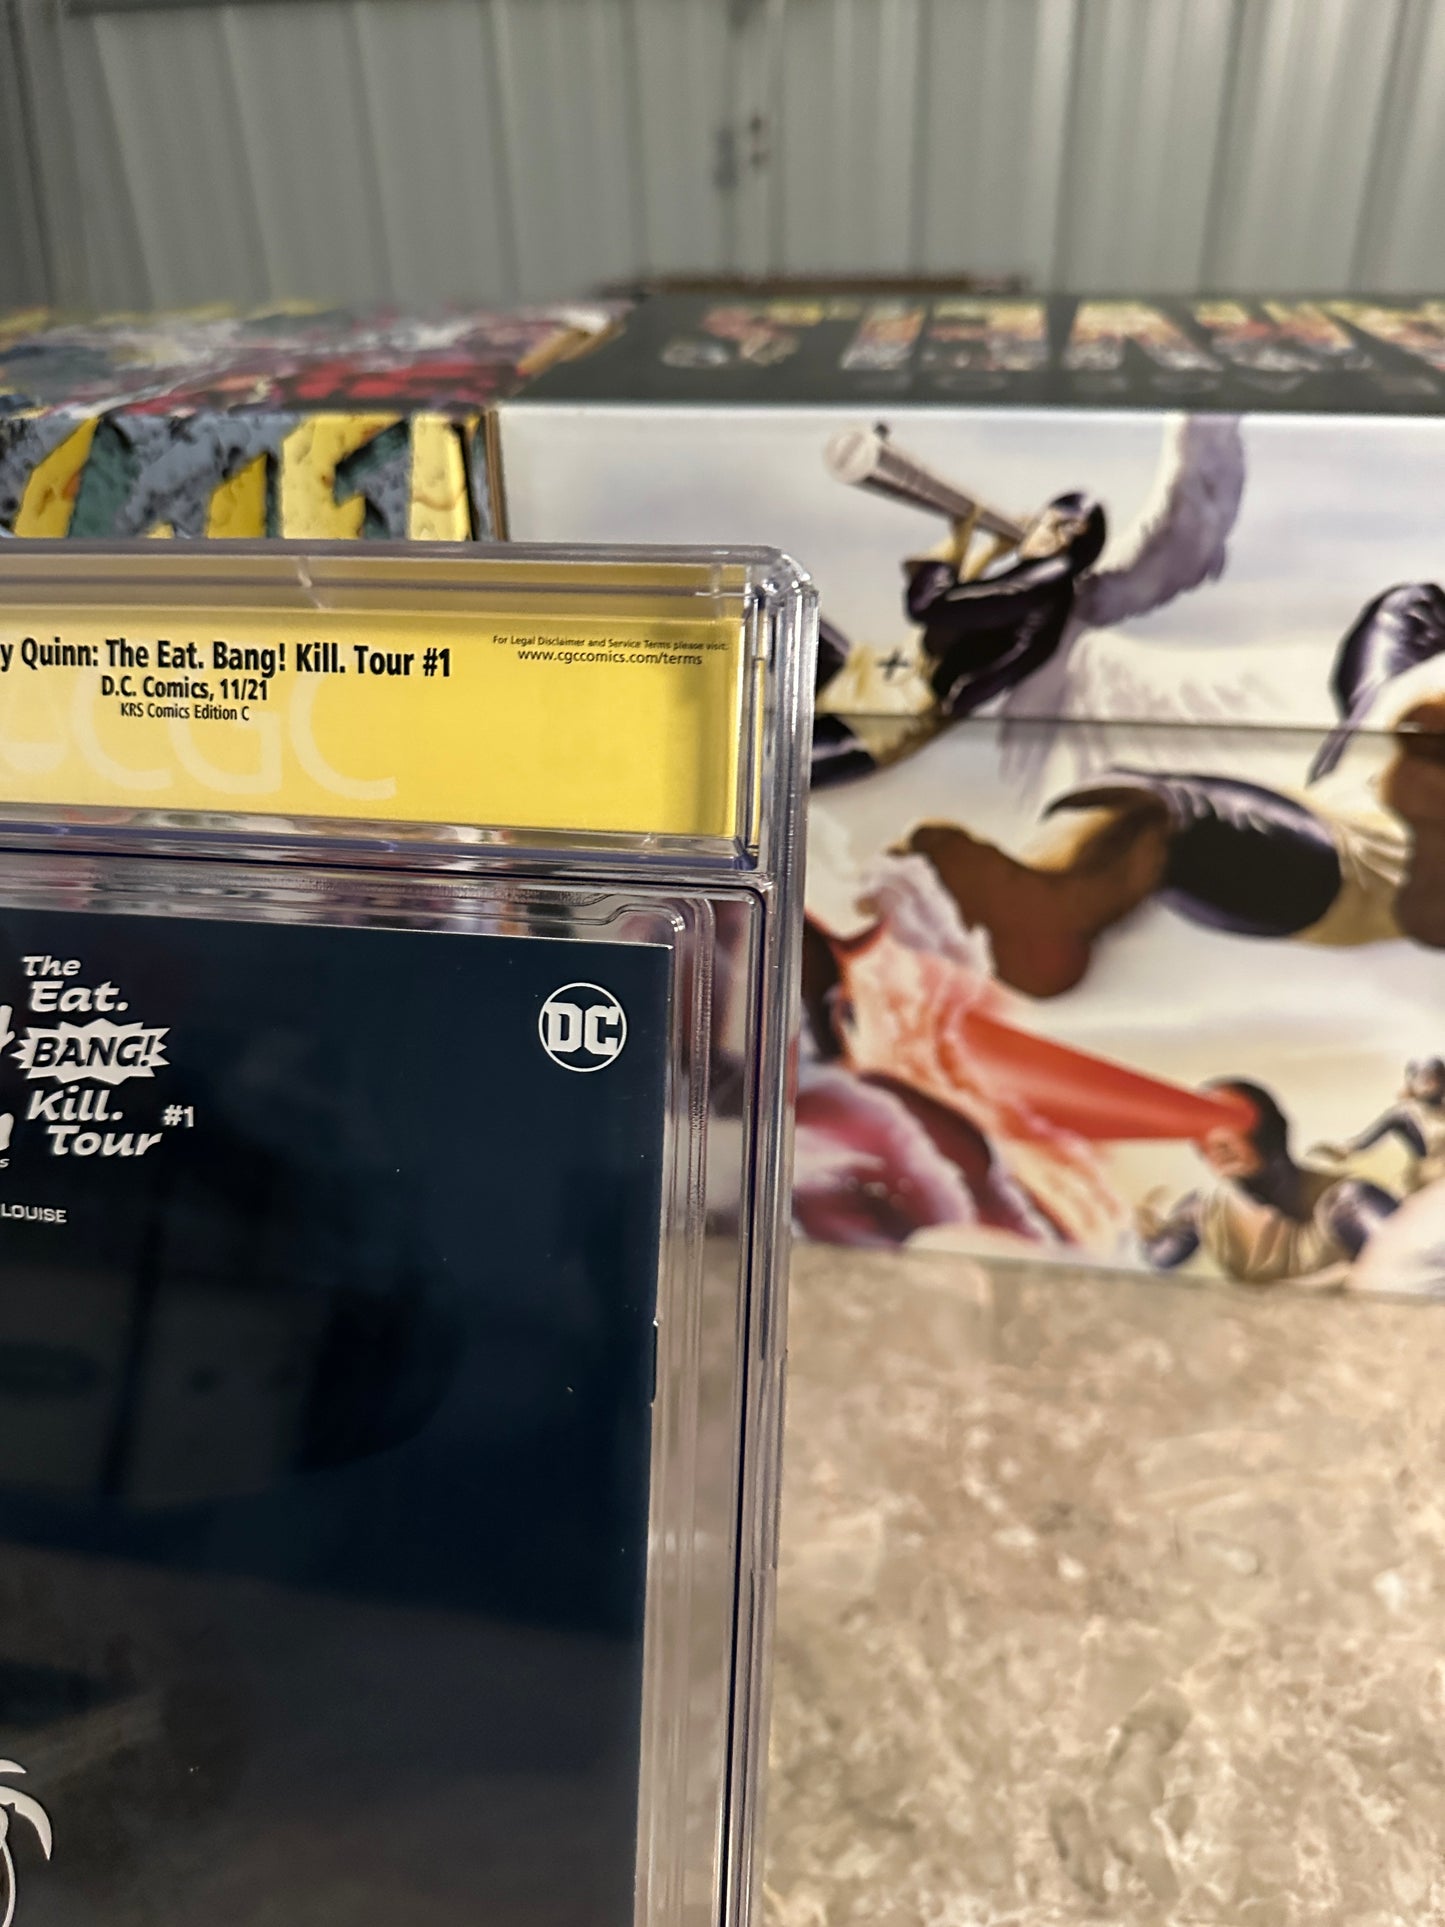 y Quinn: The Eat. Bang! Kill. Tour #1
D.C. Comics, 11/21
KRS Comics Edition C
For Legal Disclaimer and Service Terms please visit:
www.cgccomics.com/terms
CGC
The
Eat.
BANG!
Kill.
Tour #1
LOUISE
DC